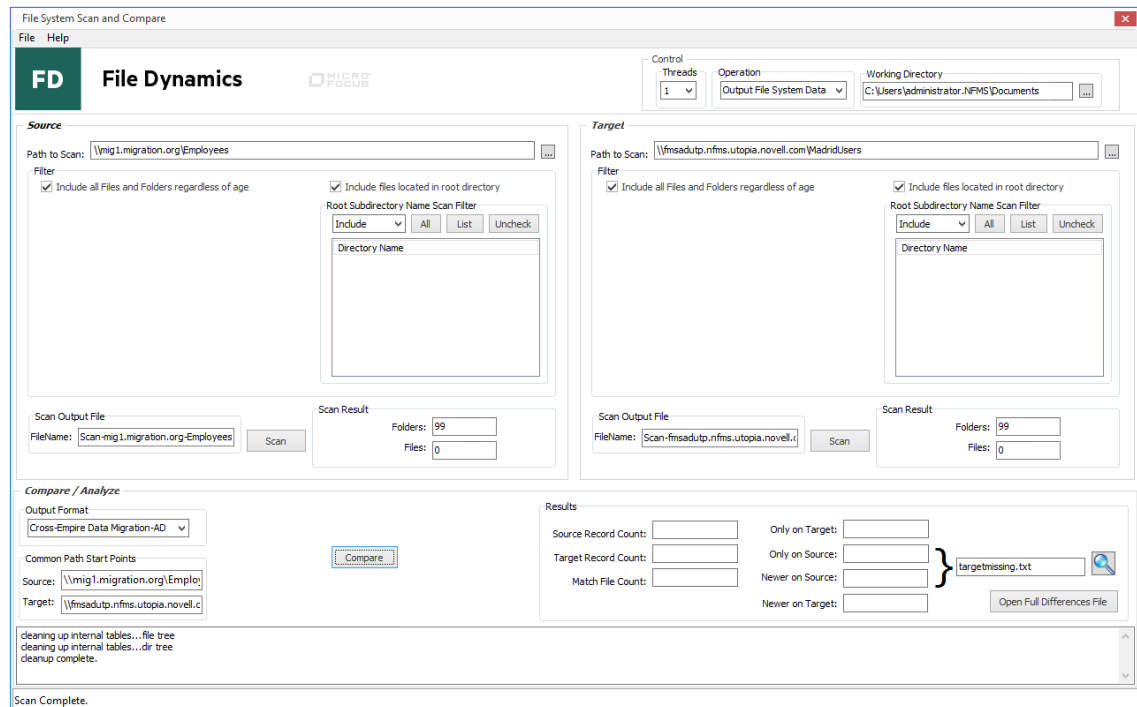 File System Scan and Compare
File Help
FD File Dynamics MICRO FOCUS
Control
Threads Operation Working Directory
1 Output File System Data C:\Users\administrator.NFMS\Documents ...
Source
Path to Scan: \\mig1.migration.org\Employees ...
Filter
Include all Files and Folders regardless of age Include files located in root directory
Root Subdirectory Name Scan Filter
Include All List Uncheck
Directory Name
Scan Output File
FileName: Scan-mig1.migration.org-Employees Scan
Scan Result
Folders: 99
Files: 0
Target
Path to Scan: \\fmsadutp.nfms.utopia.novell.com\MadridUsers ...
Filter
Include all Files and Folders regardless of age Include files located in root directory
Root Subdirectory Name Scan Filter
Include All List Uncheck
Directory Name
Scan Output File
FileName: Scan-fmsadutp.nfms.utopia.novell.c Scan
Scan Result
Folders: 99
Files: 0
Compare / Analyze
Output Format
Cross-Empire Data Migration-AD
Common Path Start Points
Source: \\mig1.migration.org\Employ
Target: \\fmsadutp.nfms.utopia.novell.c
Compare
Results
Source Record Count:
Target Record Count:
Match File Count:
Only on Target:
Only on Source:
Newer on Source:
Newer on Target:
} targetmissing.txt
Open Full Differences File
cleaning up internal tables...file tree
cleaning up internal tables...dir tree
cleanup complete.
Scan Complete.